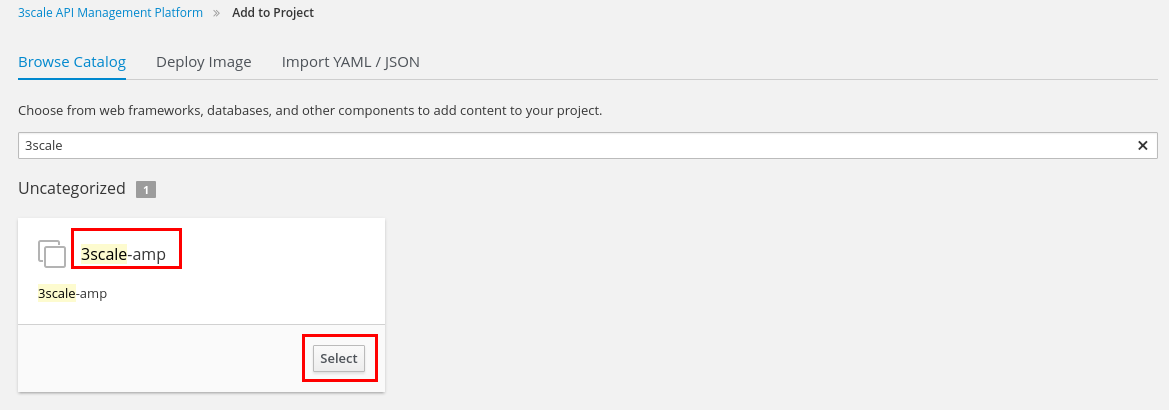 3scale API Management Platform » Add to Project
Browse Catalog Deploy Image Import YAML / JSON
Choose from web frameworks, databases, and other components to add content to your project.
3scale ×
Uncategorized 1
3scale-amp
3scale-amp
Select